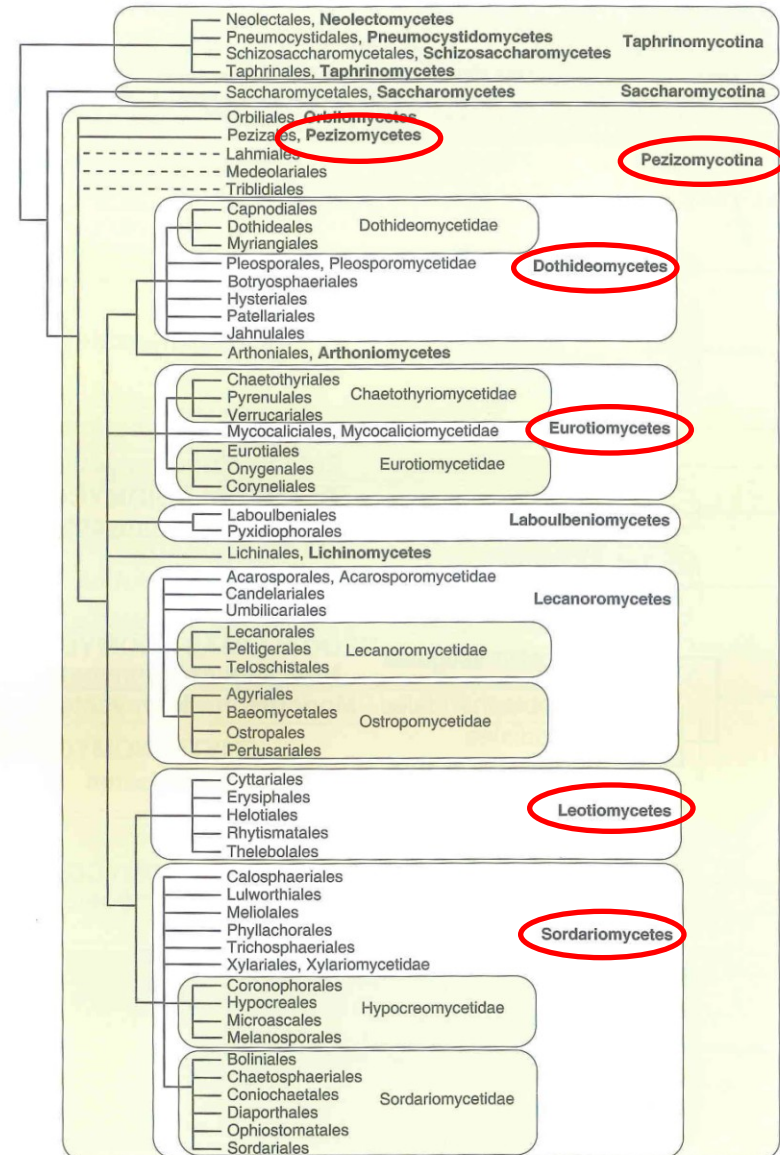 Neolectales, Neolectomycetes
Pneumocystidales, Pneumocystidomycetes
Taphrinomycotina
Schizosaccharomycetales, Schizosaccharomycetes
Taphrinales, Taphrinomycetes
Saccharomycetales, Saccharomycetes
Saccharomycotina
Orbiliales, Orbiliomycetes
Pezizales, Pezizomycetes
Lahmiales
Pezizomycotina
Medeolariales
Triblidiales
Capnodiales
Dothideales
Dothideomycetidae
Myriangiales
Pleosporales, Pleosporomycetidae
Dothideomycetes
Botryosphaeriales
Hysteriales
Patellariales
Jahnulales
Arthoniales, Arthoniomycetes
Chaetothyriales
Pyrenulales
Chaetothyriomycetidae
Verrucariales
Mycocaliciales, Mycocaliciomycetidae
Eurotiomycetes
Eurotiales
Onygenales
Eurotiomycetidae
Coryneliales
Laboulbeniales
Laboulbeniomycetes
Pyxidiophorales
Lichinales, Lichinomycetes
Acarosporales, Acarosporomycetidae
Candelariales
Lecanoromycetes
Umbilicariales
Lecanorales
Peltigerales
Lecanoromycetidae
Teloschistales
Agyriales
Baeomycetales
Ostropomycetidae
Ostropales
Pertusariales
Cyttariales
Erysiphales
Helotiales
Leotiomycetes
Rhytismatales
Thelebolales
Calosphaeriales
Lulworthiales
Meliolales
Phyllachorales
Sordariomycetes
Trichosphaeriales
Xylariales, Xylariomycetidae
Coronophorales
Hypocreales
Hypocreomycetidae
Microascales
Melanosporales
Boliniales
Chaetosphaeriales
Coniochaetales
Sordariomycetidae
Diaporthales
Ophiostomatales
Sordariales